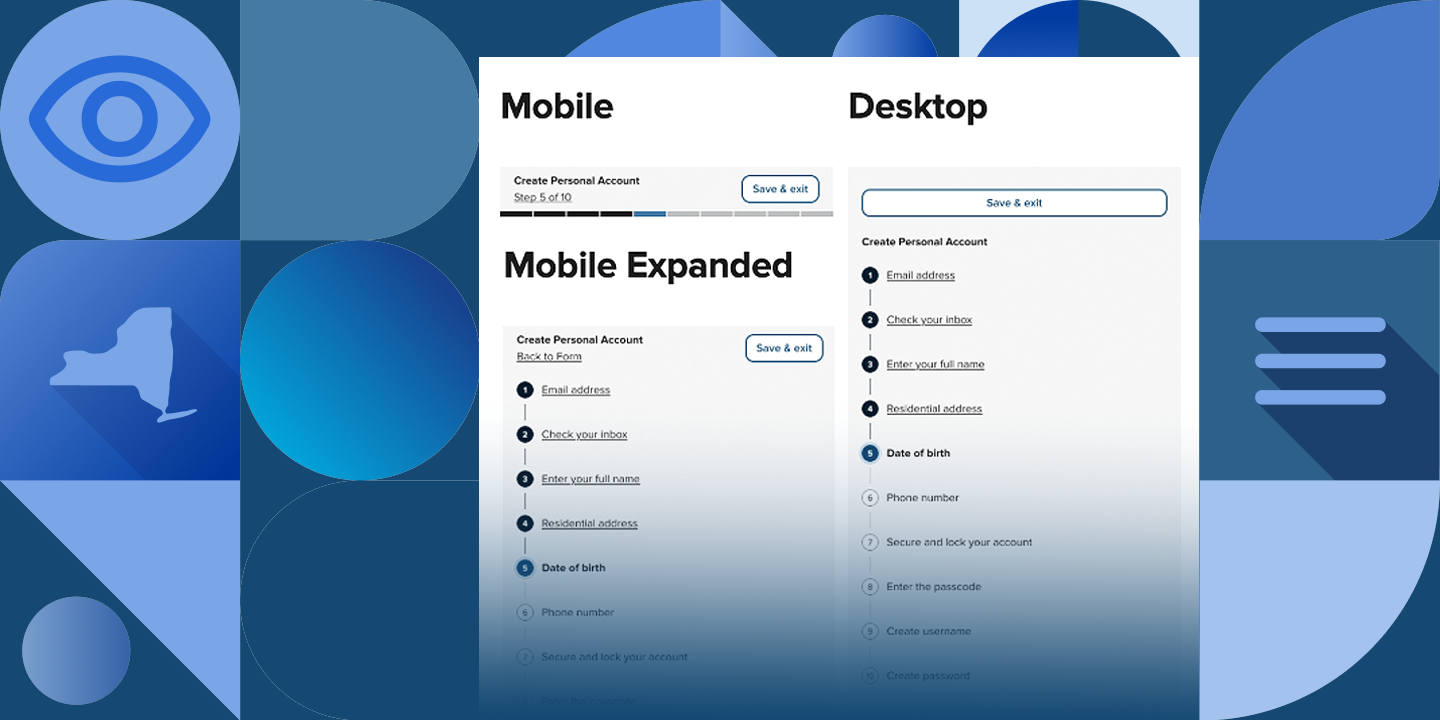 Mobile
Create Personal Account
Step 5 of 10
Save & exit
Mobile Expanded
Create Personal Account
Back to Form
Save & exit
1 Email address
2 Check your inbox
3 Enter your full name
4 Residential address
5 Date of birth
6 Phone number
7 Secure and lock your account
8 Enter the passcode
Desktop
Save & exit
Create Personal Account
1 Email address
2 Check your inbox
3 Enter your full name
4 Residential address
5 Date of birth
6 Phone number
7 Secure and lock your account
8 Enter the passcode
9 Create username
10 Create password